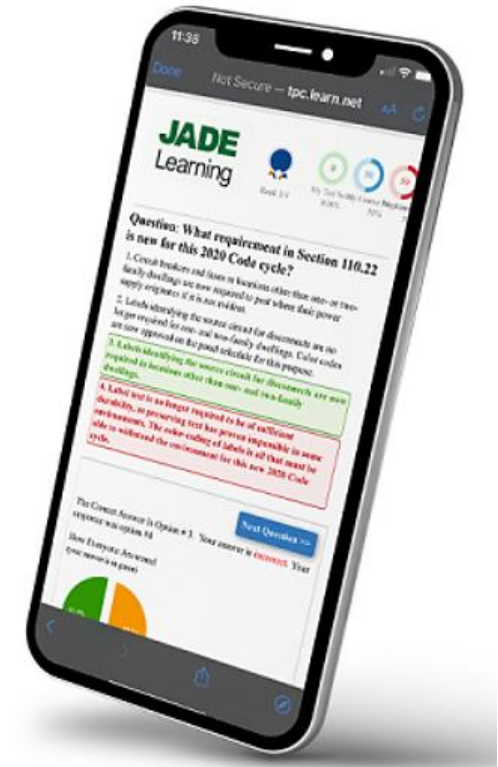 11:35
Done
Not Secure — tpc.learn.net
AA
JADE
Learning
Question: What requirement in Section 110.22
is new for this 2020 Code cycle?
1. Circuit breakers and fuses in locations other than one- or two-
family dwellings are now required to post where their power
supply originates if it is not evident.
2. Labels identifying the source circuit for disconnects are no
longer required for one- and two-family dwellings. Color codes
are now approved on the panel schedule for this purpose.
3. Labels identifying the source circuit for disconnects are now
required in locations other than one- and two-family
dwellings.
4. Label text is no longer required to be of sufficient
durability, as preserving text has proven impossible in some
environments. The color-coding of labels is all that must be
able to withstand the environment for this new 2020 Code
cycle.
Next Question >>
The Correct Answer is Option # 3. Your answer is incorrect. Your
response was option #4
How Everyone Answered
(your answer is in green)